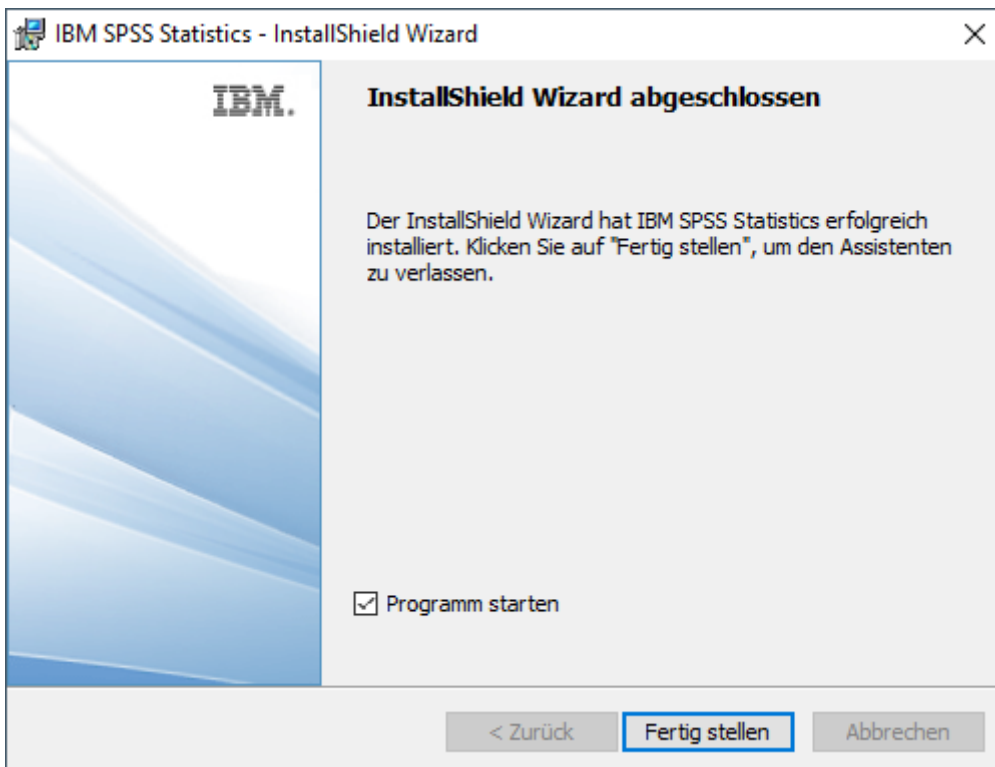 IBM SPSS Statistics - InstallShield Wizard
IBM.
InstallShield Wizard abgeschlossen
Der InstallShield Wizard hat IBM SPSS Statistics erfolgreich
installiert. Klicken Sie auf "Fertig stellen", um den Assistenten
zu verlassen.
Programm starten
< Zurück
Fertig stellen
Abbrechen